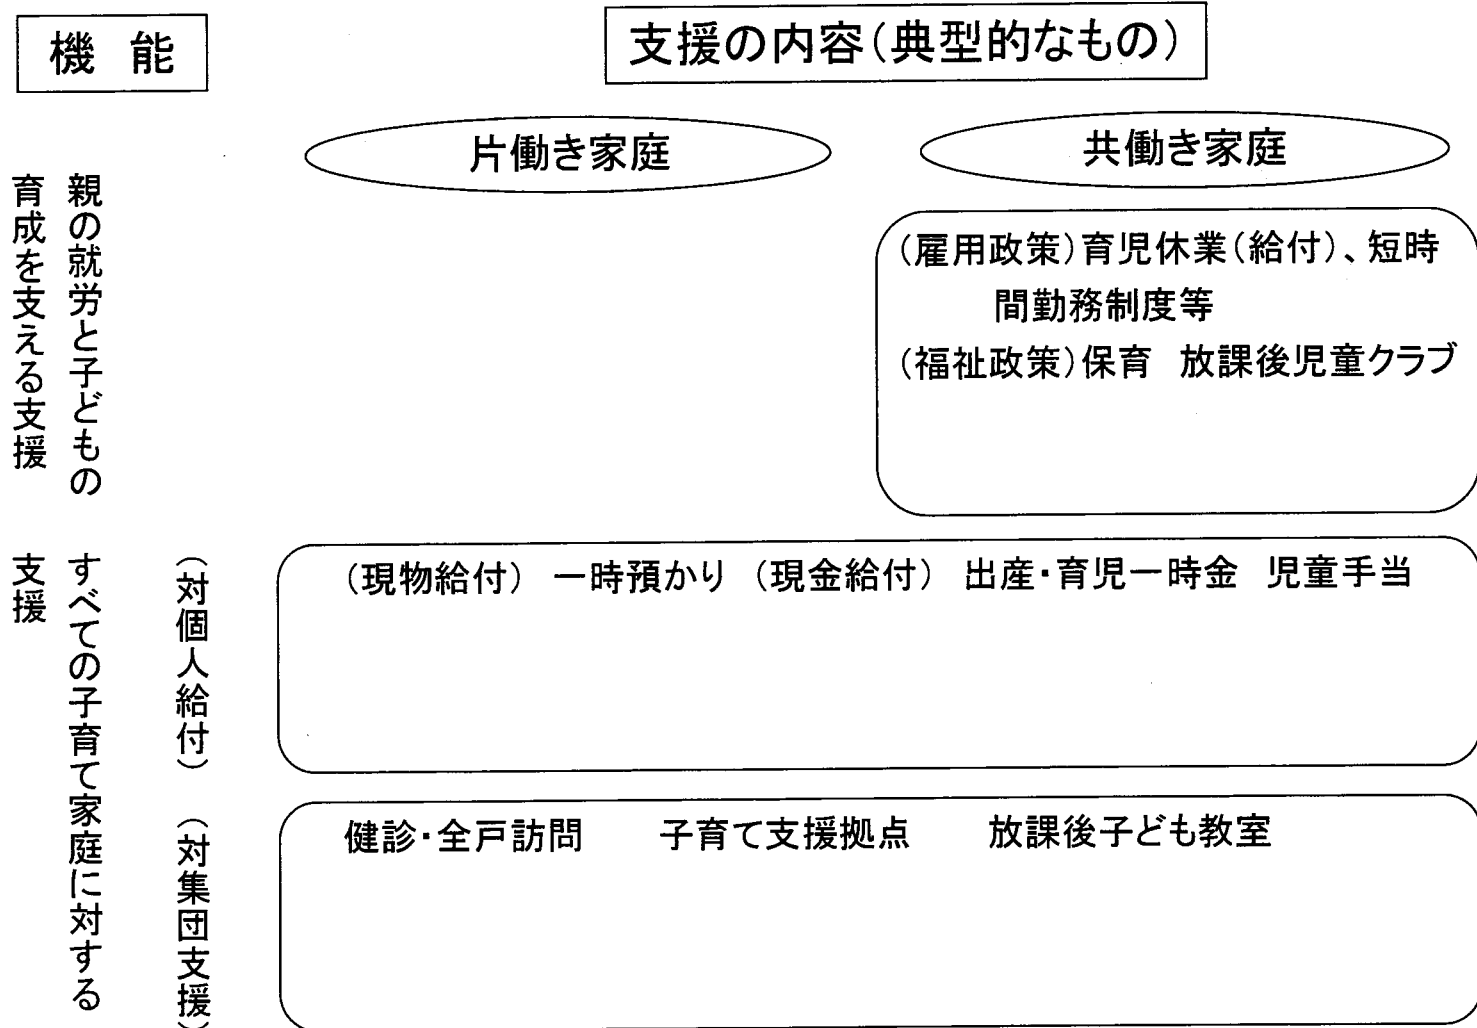 機 能
支援の内容（典型的なもの）
片働き家庭
共働き家庭
親の就労と子どもの
育成を支える支援
（雇用政策）育児休業（給付）、短時
間勤務制度等
（福祉政策）保育 放課後児童クラブ
すべての子育て家庭に対する
支援
（対個人給付）
（現物給付） 一時預かり （現金給付） 出産・育児一時金 児童手当
（対集団支援）
健診・全戸訪問 子育て支援拠点 放課後子ども教室